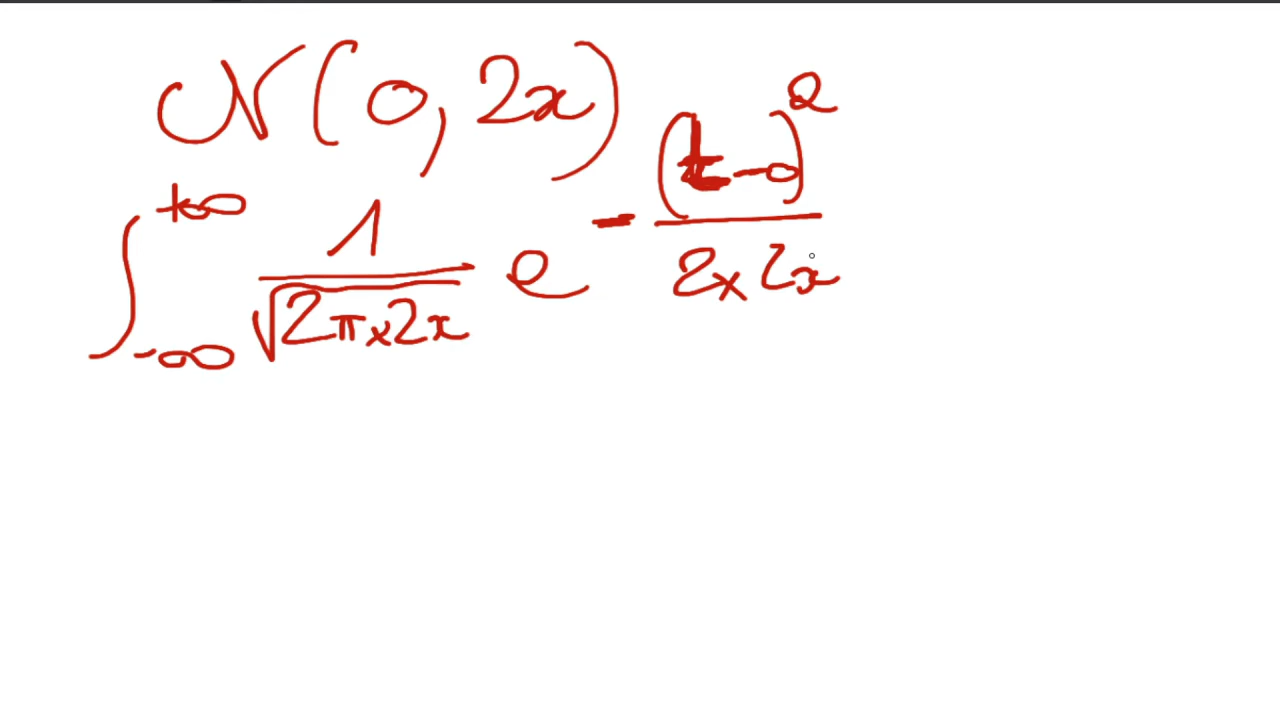 𝒩(0, 2x)
∫_{-∞}^{+∞} 1/√(2π×2x) e^{-(t-0)²/(2×2x)}